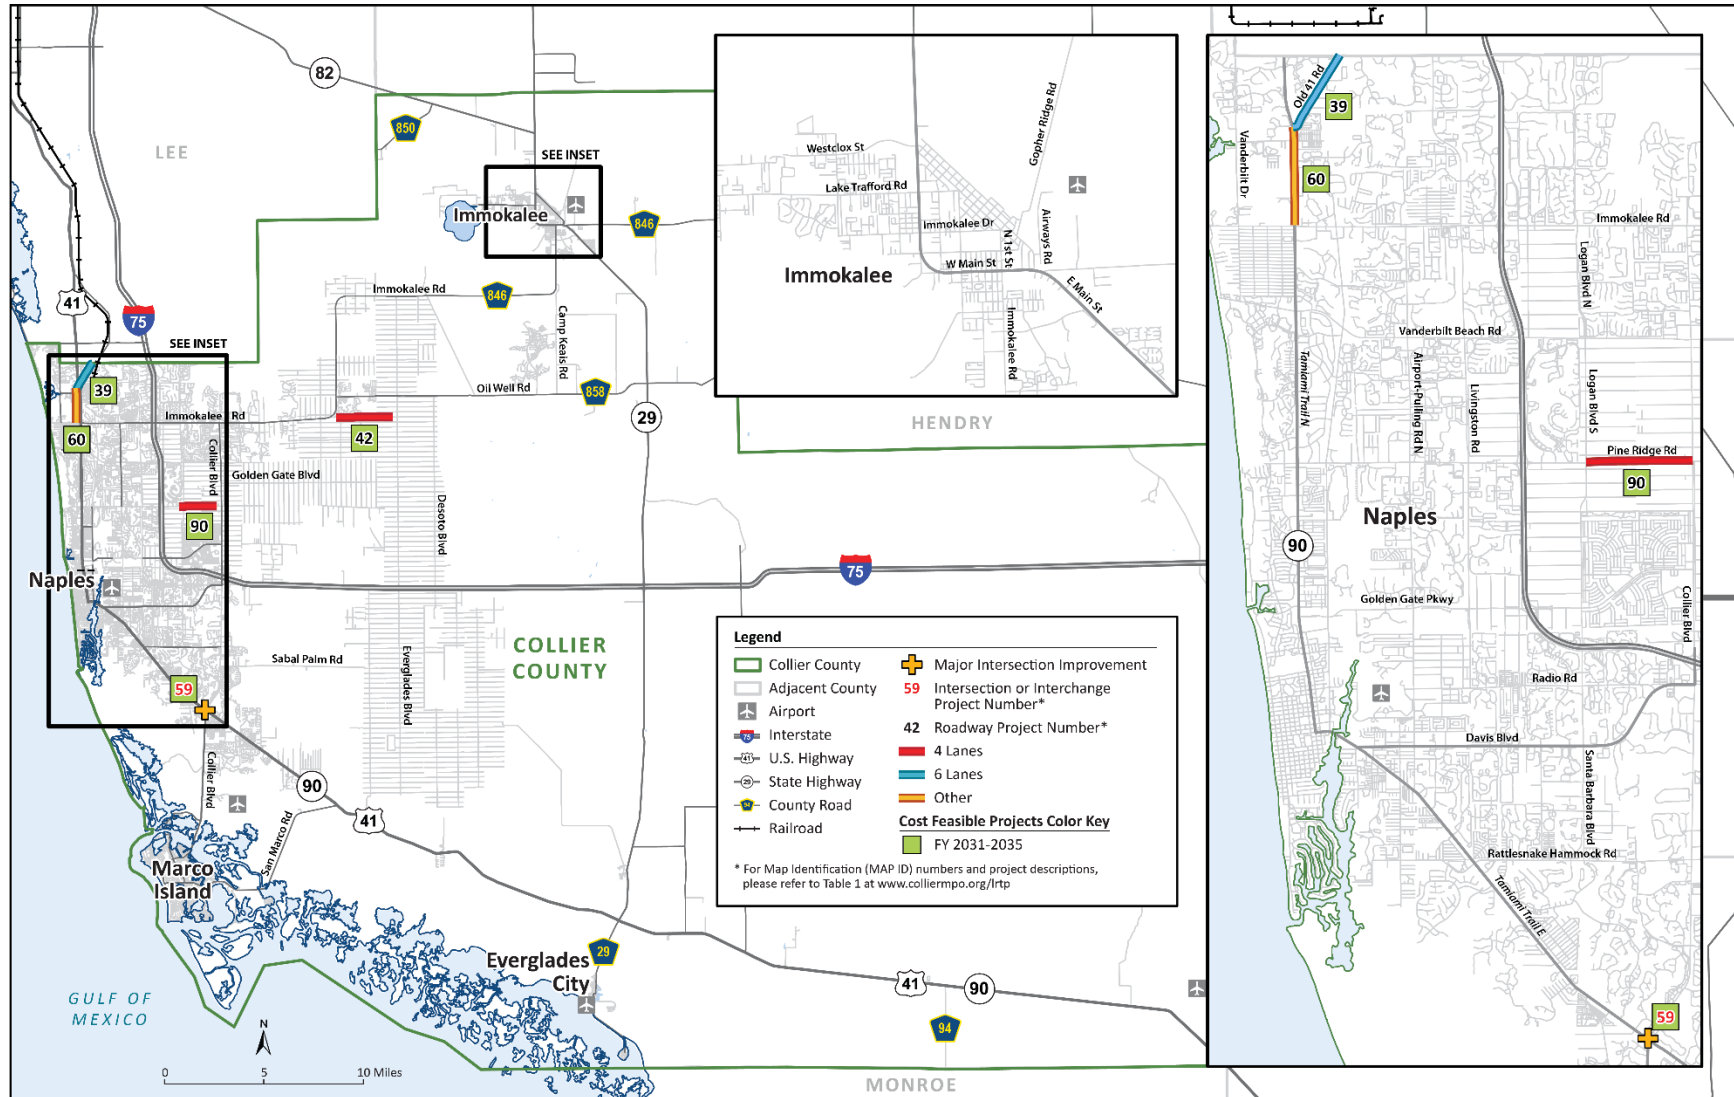 82
850
LEE
SEE INSET
Immokalee
846
41
75
Immokalee Rd
846
Camp Keais Rd
SEE INSET
39
Oil Well Rd
858
Immokalee Rd
60
42
29
Collier Blvd
Golden Gate Blvd
90
Desoto Blvd
HENDRY
Naples
75
COLLIER
COUNTY
Sabal Palm Rd
Everglades Blvd
59
Collier Blvd
90
41
San Marco Rd
Marco
Island
Everglades
City
29
41
90
94
GULF OF
MEXICO
N
0
5
10 Miles
MONROE
Gopher Ridge Rd
Westclox St
Lake Trafford Rd
Immokalee Dr
N 1st St
Airways Rd
W Main St
Immokalee
E Main St
Immokalee Rd
Legend
Collier County
Adjacent County
Airport
75
Interstate
41
U.S. Highway
29
State Highway
94
County Road
Railroad
Major Intersection Improvement
59
Intersection or Interchange
Project Number*
42
Roadway Project Number*
4 Lanes
6 Lanes
Other
Cost Feasible Projects Color Key
FY 2031-2035
* For Map Identification (MAP ID) numbers and project descriptions,
please refer to Table 1 at www.colliermpo.org/lrtp
Old 41 Rd
39
Vanderbilt Dr
60
Immokalee Rd
Logan Blvd N
Vanderbilt Beach Rd
Tamiami Trail N
Airport-Pulling Rd N
Livingston Rd
Logan Blvd S
Pine Ridge Rd
90
Naples
90
Golden Gate Pkwy
Collier Blvd
Radio Rd
Davis Blvd
Santa Barbara Blvd
Rattlesnake Hammock Rd
Tamiami Trail E
59